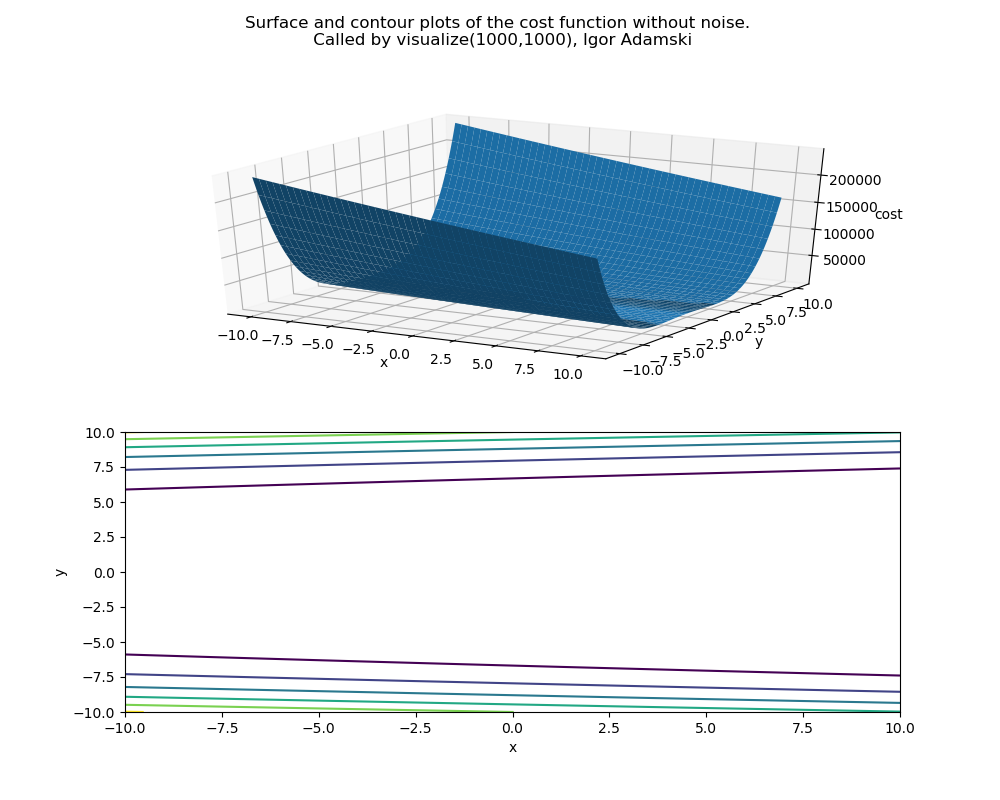 Surface and contour plots of the cost function without noise.
Called by visualize(1000,1000), Igor Adamski
200000
150000
100000
50000
cost
−10.0 −7.5 −5.0 −2.5 0.0 2.5 5.0 7.5 10.0
x
−10.0 −7.5 −5.0 −2.5 0.0 2.5 5.0 7.5 10.0
y
10.0
7.5
5.0
2.5
0.0
−2.5
−5.0
−7.5
−10.0
y
−10.0 −7.5 −5.0 −2.5 0.0 2.5 5.0 7.5 10.0
x